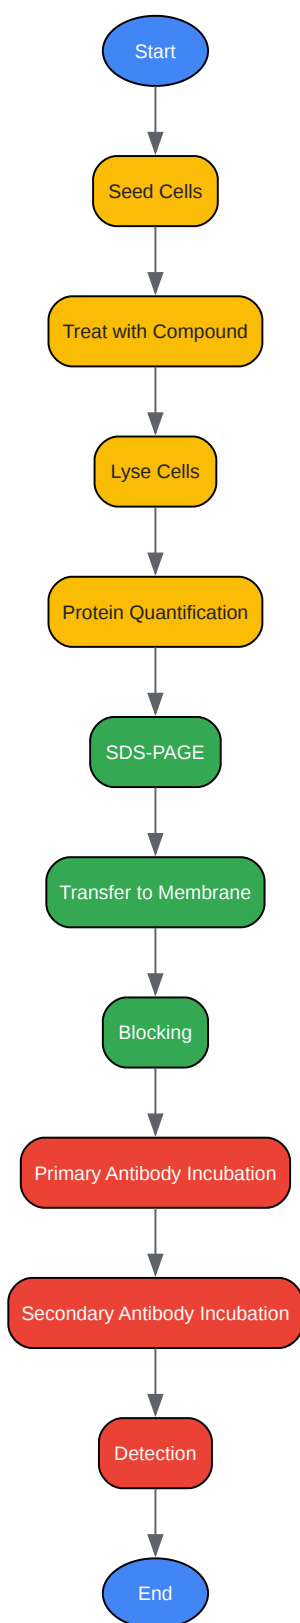 Start
Seed Cells
Treat with Compound
Lyse Cells
Protein Quantification
SDS-PAGE
Transfer to Membrane
Blocking
Primary Antibody Incubation
Secondary Antibody Incubation
Detection
End